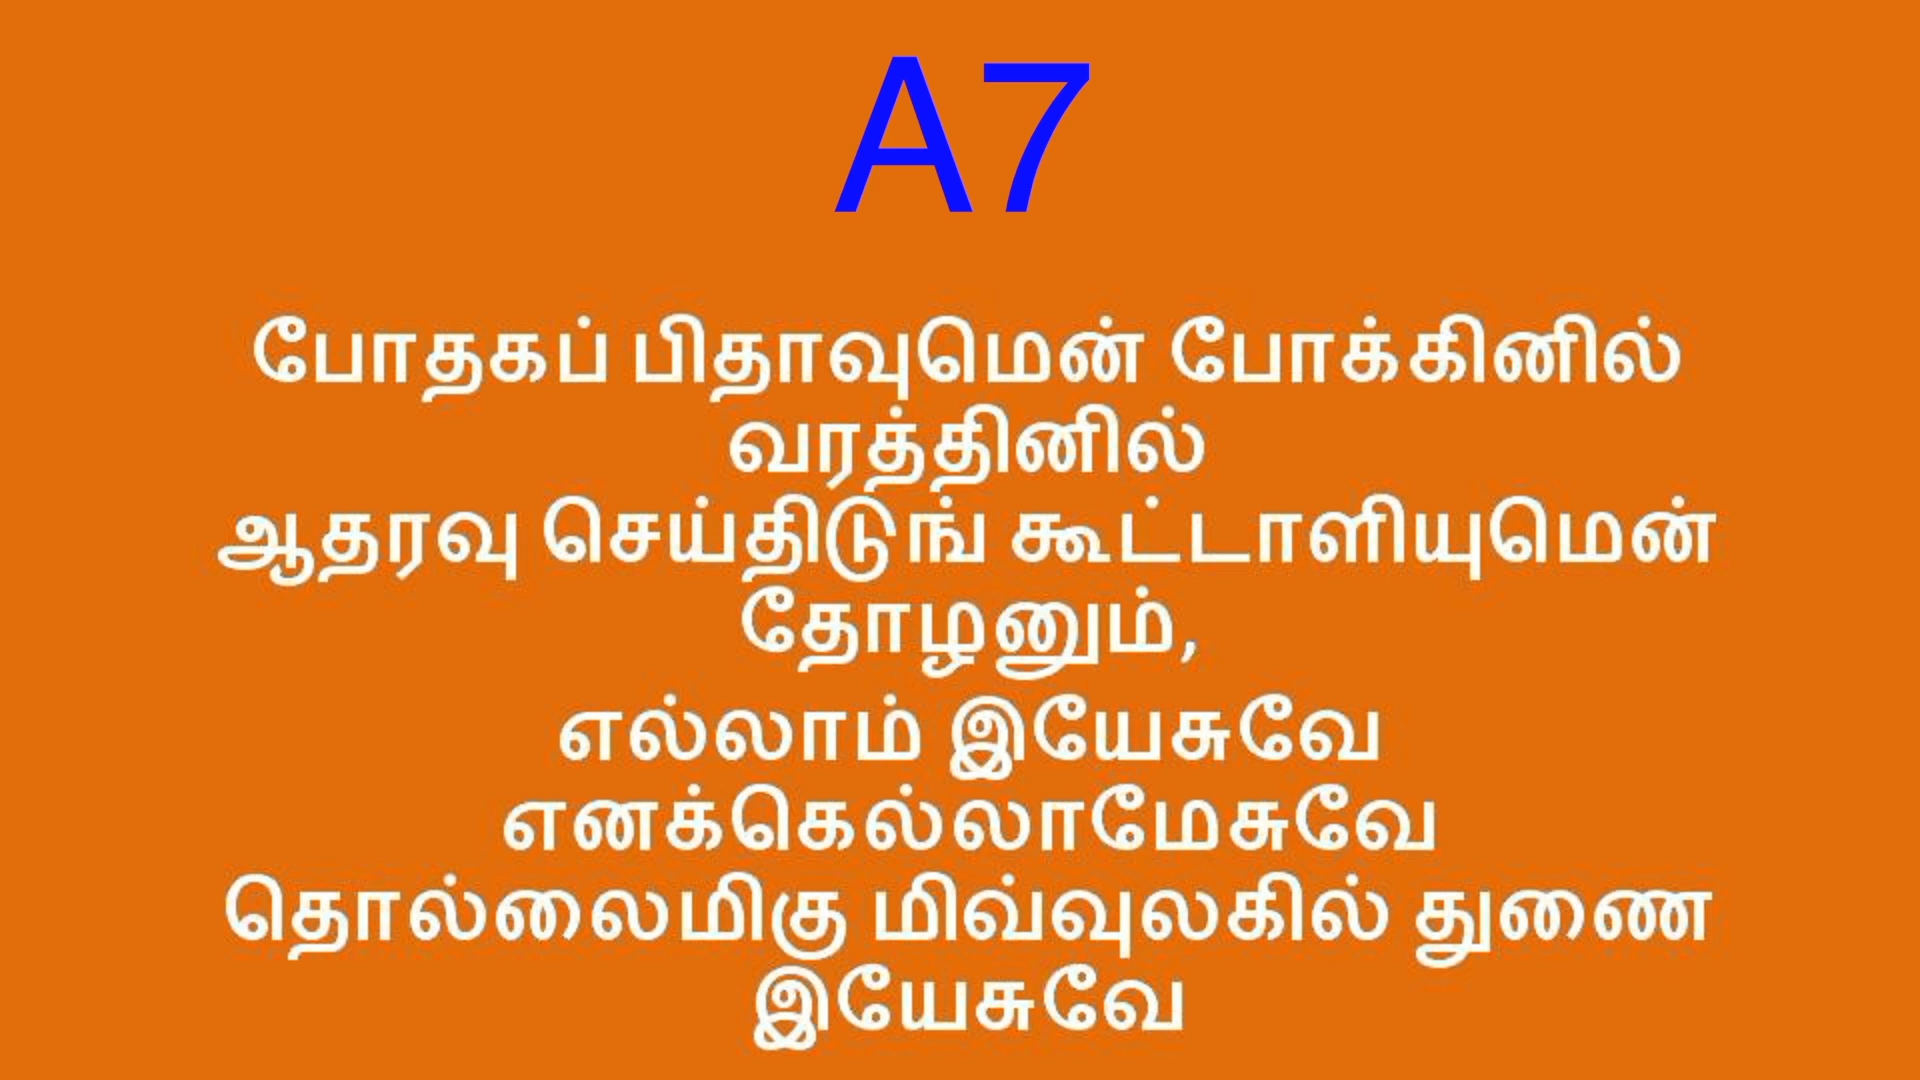 A7
போதகப் பிதாவுமென் போக்கினில்
வரத்தினில்
ஆதரவு செய்திடுங் கூட்டாளியுமென்
தோழனும்,
எல்லாம் இயேசுவே
எனக்கெல்லாமேசுவே
தொல்லைமிகு மிவ்வுலகில் துணை
இயேசுவே